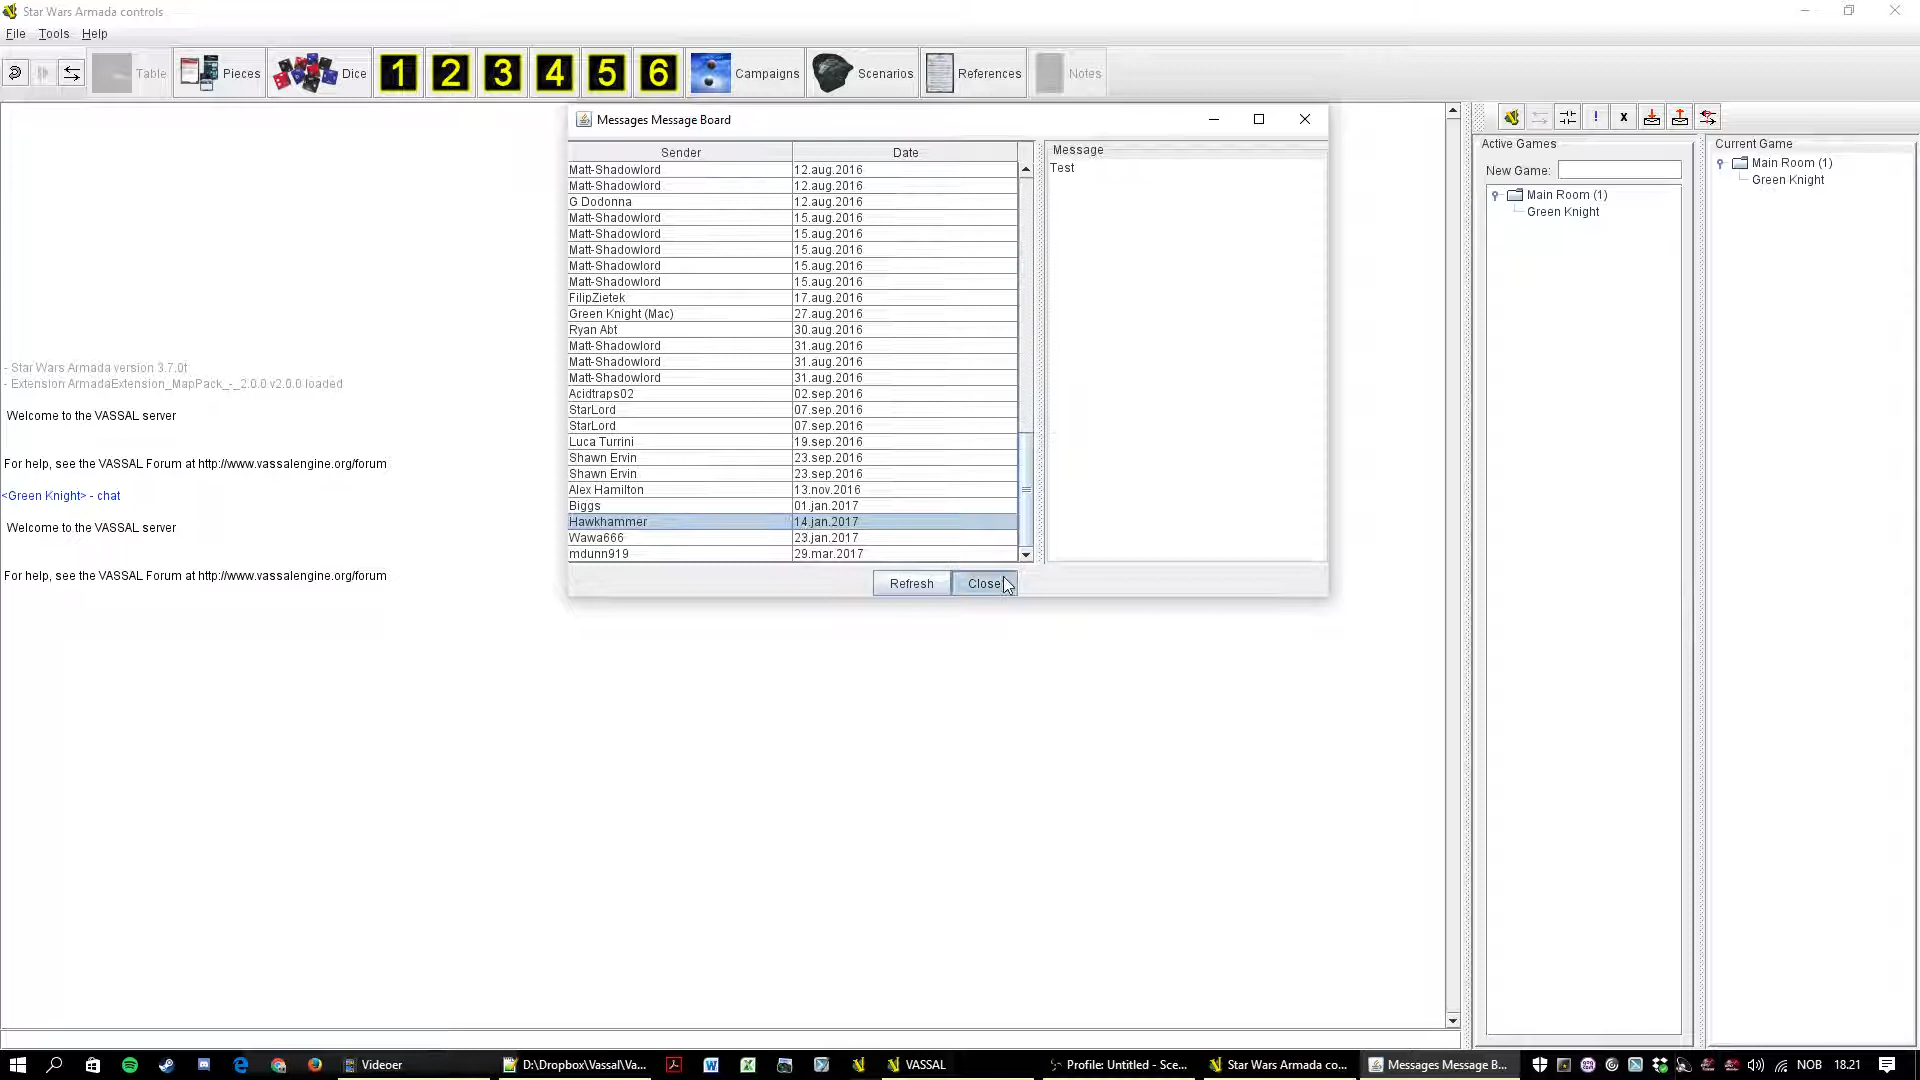 Star Wars Armada controls
File Tools Help
Table
Pieces
Dice
1 2 3 4 5 6
Campaigns
Scenarios
References
Notes
- Star Wars Armada version 3.7.0t
- Extension ArmadaExtension_MapPack_-_2.0.0 v2.0.0 loaded
Welcome to the VASSAL server
For help, see the VASSAL Forum at http://www.vassalengine.org/forum
<Green Knight> - chat
Welcome to the VASSAL server
For help, see the VASSAL Forum at http://www.vassalengine.org/forum
Messages Message Board
Sender Date
Matt-Shadowlord 12.aug.2016
Matt-Shadowlord 12.aug.2016
G Dodonna 12.aug.2016
Matt-Shadowlord 15.aug.2016
Matt-Shadowlord 15.aug.2016
Matt-Shadowlord 15.aug.2016
Matt-Shadowlord 15.aug.2016
Matt-Shadowlord 15.aug.2016
FilipZietek 17.aug.2016
Green Knight (Mac) 27.aug.2016
Ryan Abt 30.aug.2016
Matt-Shadowlord 31.aug.2016
Matt-Shadowlord 31.aug.2016
Matt-Shadowlord 31.aug.2016
Acidtraps02 02.sep.2016
StarLord 07.sep.2016
StarLord 07.sep.2016
Luca Turrini 19.sep.2016
Shawn Ervin 23.sep.2016
Shawn Ervin 23.sep.2016
Alex Hamilton 13.nov.2016
Biggs 01.jan.2017
Hawkhammer 14.jan.2017
Wawa666 23.jan.2017
mdunn919 29.mar.2017
Refresh Close
Message
Test
Active Games
New Game:
Main Room (1)
Green Knight
Current Game
Main Room (1)
Green Knight
Videoer
D:\Dropbox\Vassal\Va...
VASSAL
Profile: Untitled - Sce...
Star Wars Armada co...
Messages Message B...
NOB 18.21